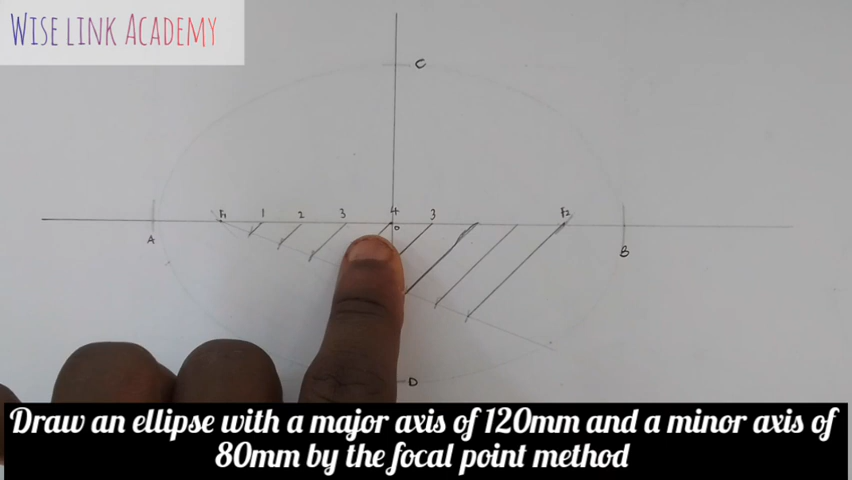 WISE LINK ACADEMY
C
F1 1 2 3 4 3 F2
o
A
B
D
Draw an ellipse with a major axis of 120mm and a minor axis of
80mm by the focal point method